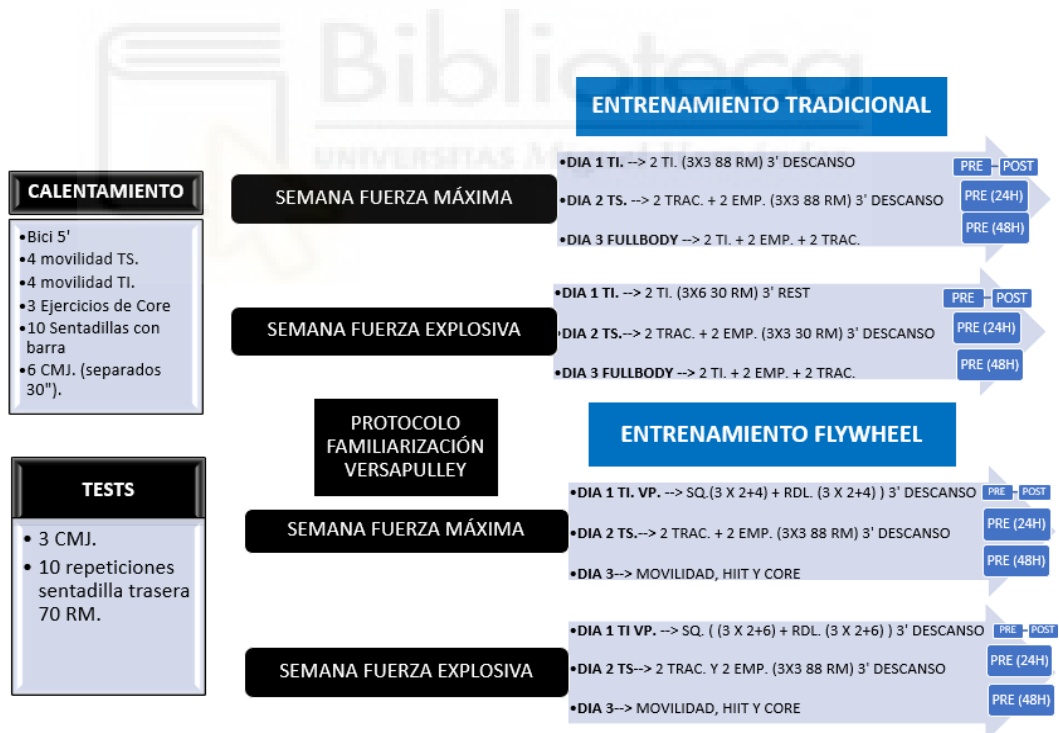 Biblioteca
UNIVERSITAS Miguel Hernández
ENTRENAMIENTO TRADICIONAL
CALENTAMIENTO
•Bici 5'
•4 movilidad TS.
•4 movilidad TI.
•3 Ejercicios de Core
•10 Sentadillas con
barra
•6 CMJ. (separados
30").
SEMANA FUERZA MÁXIMA
•DIA 1 TI. --> 2 TI. (3X3 88 RM) 3' DESCANSO
PRE
POST
•DIA 2 TS. --> 2 TRAC. + 2 EMP. (3X3 88 RM) 3' DESCANSO
PRE (24H)
•DIA 3 FULLBODY --> 2 TI. + 2 EMP. + 2 TRAC.
PRE (48H)
SEMANA FUERZA EXPLOSIVA
•DIA 1 TI. --> 2 TI. (3X6 30 RM) 3' REST
PRE
POST
•DIA 2 TS.--> 2 TRAC. + 2 EMP. (3X3 30 RM) 3' DESCANSO
PRE (24H)
•DIA 3 FULLBODY --> 2 TI. + 2 EMP. + 2 TRAC.
PRE (48H)
PROTOCOLO
FAMILIARIZACIÓN
VERSAPULLEY
ENTRENAMIENTO FLYWHEEL
TESTS
• 3 CMJ.
• 10 repeticiones
sentadilla trasera
70 RM.
SEMANA FUERZA MÁXIMA
•DIA 1 TI. VP. --> SQ.(3 X 2+4) + RDL. (3 X 2+4) ) 3' DESCANSO
PRE
POST
•DIA 2 TS.--> 2 TRAC. + 2 EMP. (3X3 88 RM) 3' DESCANSO
PRE (24H)
•DIA 3--> MOVILIDAD, HIIT Y CORE
PRE (48H)
SEMANA FUERZA EXPLOSIVA
•DIA 1 TI VP. --> SQ. ( (3 X 2+6) + RDL. (3 X 2+6) ) 3' DESCANSO
PRE
POST
•DIA 2 TS--> 2 TRAC. Y 2 EMP. (3X3 88 RM) 3' DESCANSO
PRE (24H)
•DIA 3--> MOVILIDAD, HIIT Y CORE
PRE (48H)